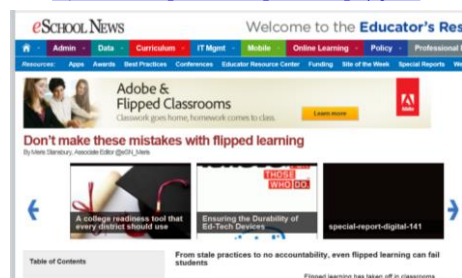 eSCHOOL NEWS
Welcome to the Educator's Res
Admin Data Curriculum IT Mgmt Mobile Online Learning Policy Professional
Resources: Apps Awards Best Practices Conferences Educator Resource Center Funding Site of the Week Special Reports We
Adobe &
Flipped Classrooms
Classwork goes home, homework comes to class.
Learn more
Don't make these mistakes with flipped learning
By Meris Stansbury, Associate Editor @eSN_Meris
THOSE
WHO DO.
A college readiness tool that
every district should use
Ensuring the Durability of
Ed-Tech Devices
special-report-digital-141
Table of Contents
From stale practices to no accountability, even flipped learning can fail
students
Flipped learning has taken off in classrooms